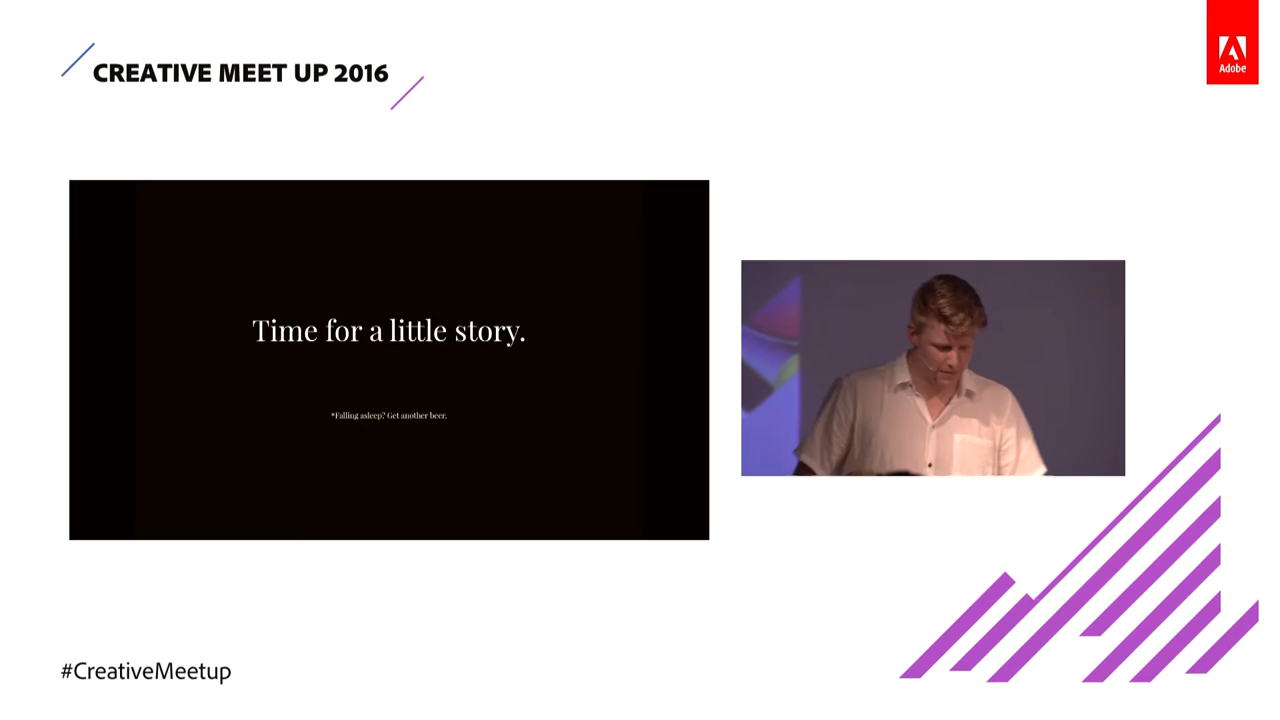 CREATIVE MEET UP 2016
Adobe
Time for a little story.
*Falling asleep? Get another beer.
#CreativeMeetup